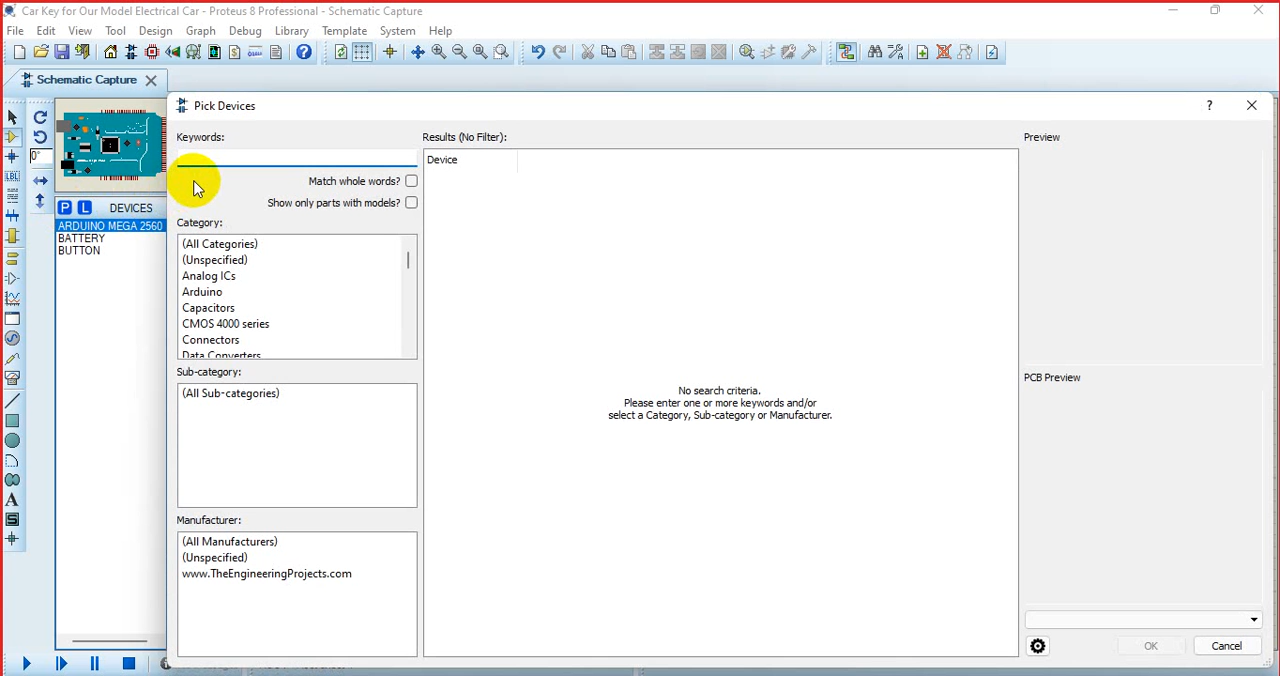 Car Key for Our Model Electrical Car - Proteus 8 Professional - Schematic Capture
File Edit View Tool Design Graph Debug Library Template System Help
Schematic Capture
Pick Devices
?
Keywords:
Results (No Filter):
Preview
Device
0°
Match whole words?
LBL
Show only parts with models?
P L DEVICES
Category:
ARDUINO MEGA 2560
BATTERY
BUTTON
(All Categories)
(Unspecified)
Analog ICs
Arduino
Capacitors
CMOS 4000 series
Connectors
Data Converters
Sub-category:
PCB Preview
(All Sub-categories)
No search criteria.
Please enter one or more keywords and/or
select a Category, Sub-category or Manufacturer.
A
S
Manufacturer:
(All Manufacturers)
(Unspecified)
www.TheEngineeringProjects.com
OK
Cancel